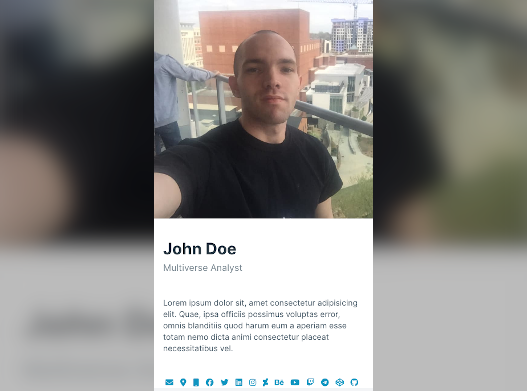 John Doe
Multiverse Analyst
Lorem ipsum dolor sit, amet consectetur adipisicing
elit. Quae, ipsa officiis possimus voluptas error,
omnis blanditiis quod harum eum a aperiam esse
totam nemo dicta animi consectetur placeat
necessitatibus vel.